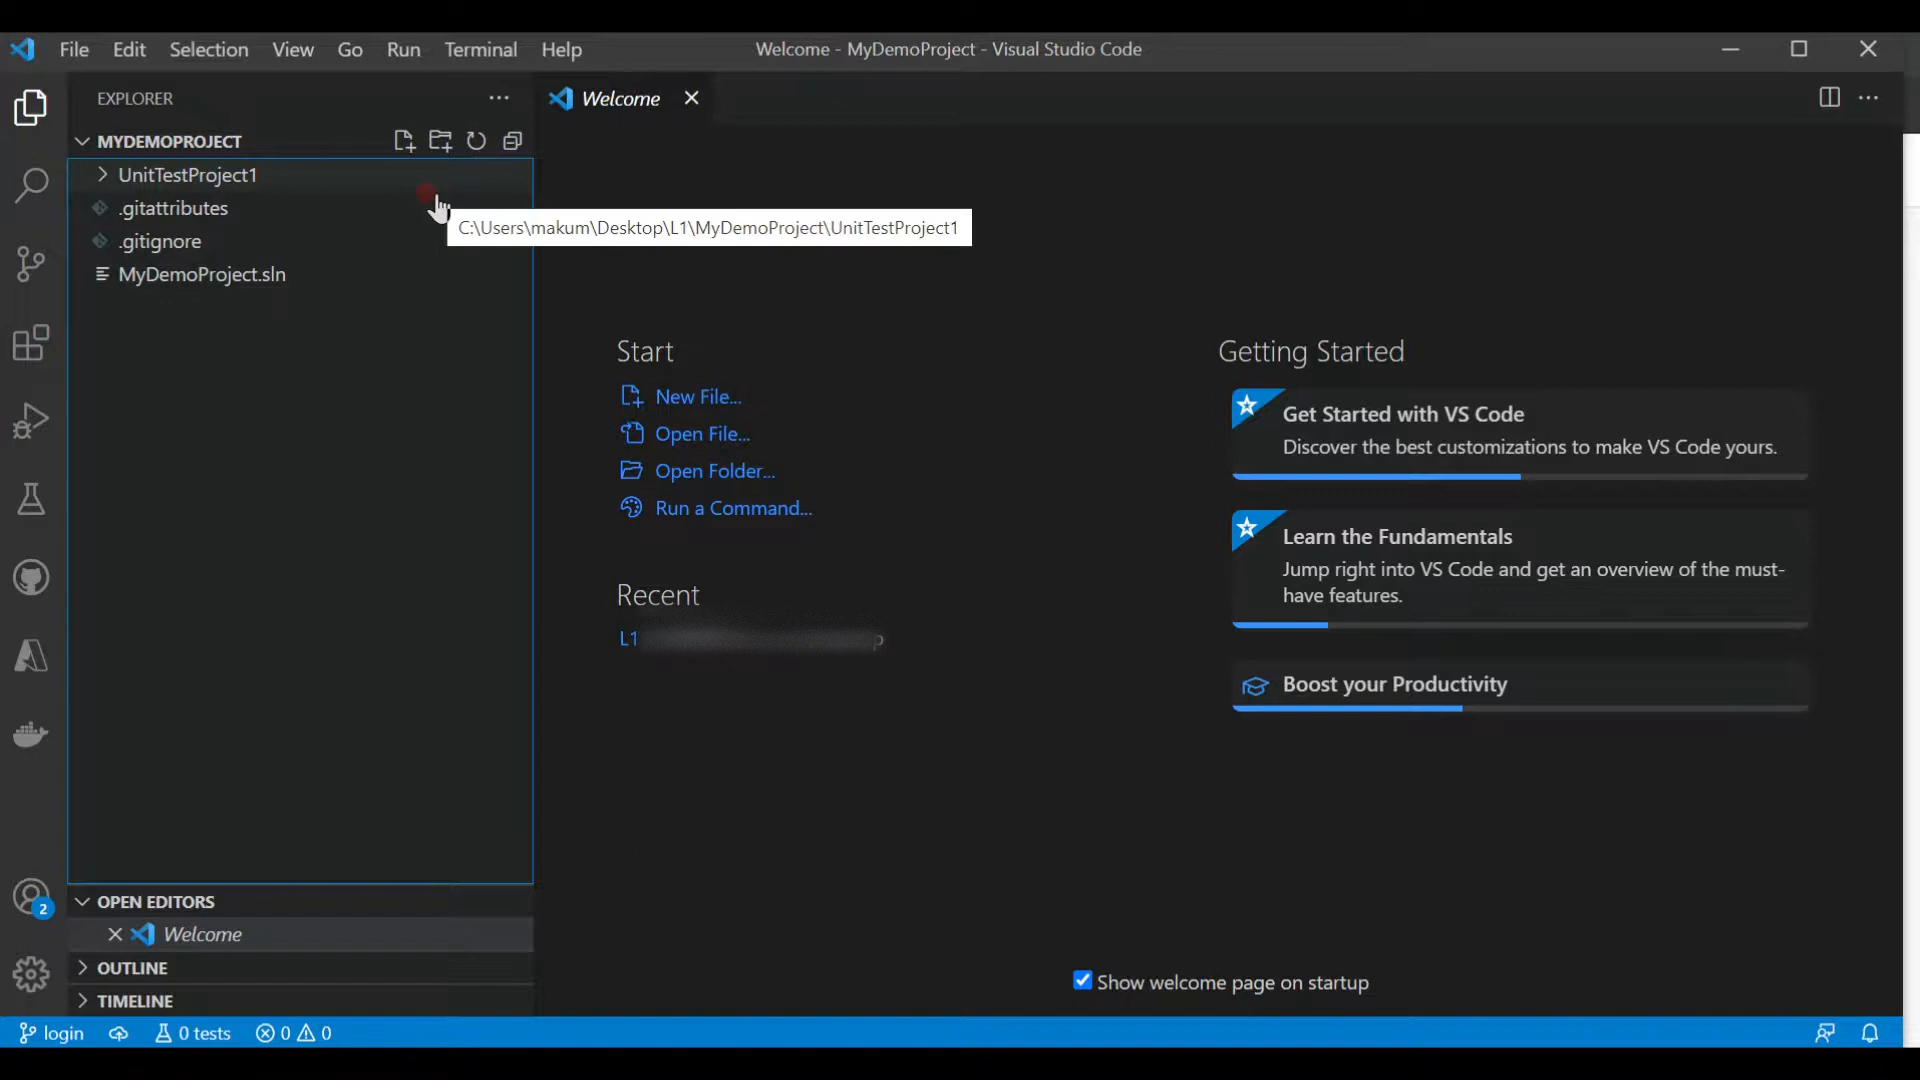 File Edit Selection View Go Run Terminal Help
Welcome - MyDemoProject - Visual Studio Code
EXPLORER
Welcome
MYDEMOPROJECT
UnitTestProject1
.gitattributes
C:\Users\makum\Desktop\L1\MyDemoProject\UnitTestProject1
.gitignore
MyDemoProject.sln
Start
New File...
Open File...
Open Folder...
Run a Command...
Recent
L1
Getting Started
Get Started with VS Code
Discover the best customizations to make VS Code yours.
Learn the Fundamentals
Jump right into VS Code and get an overview of the must-
have features.
Boost your Productivity
2
OPEN EDITORS
Welcome
OUTLINE
TIMELINE
Show welcome page on startup
login 0 tests 0 0